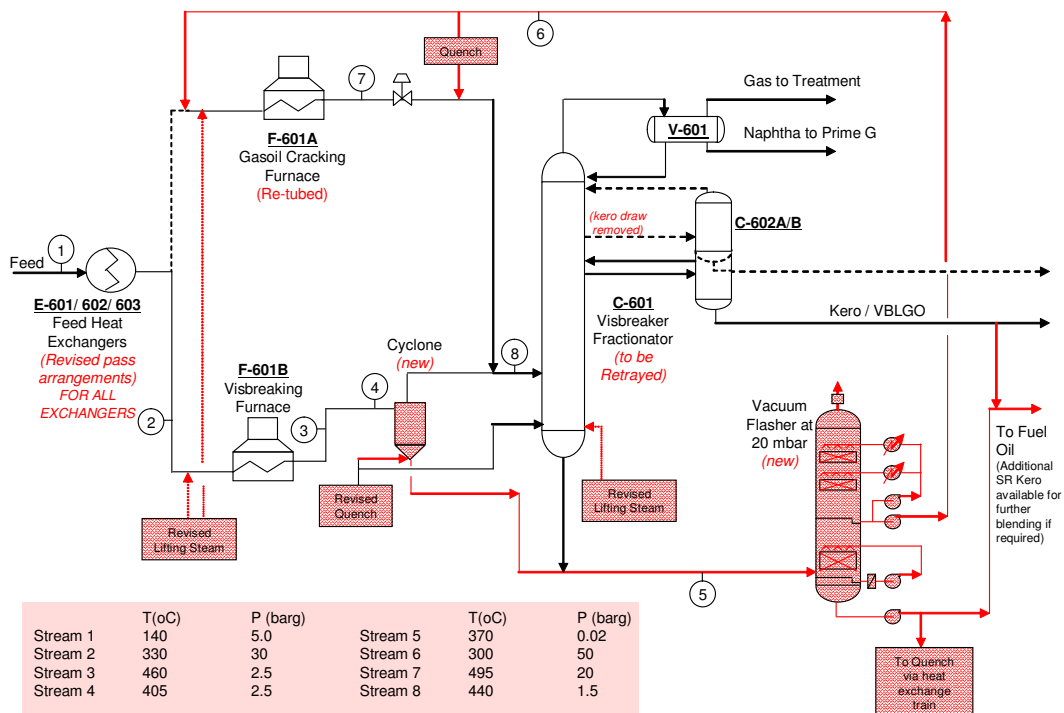 6
Quench
7
F-601A
Gasoil Cracking
Furnace
(Re-tubed)
Gas to Treatment
V-601
Naphtha to Prime G
(kero draw
removed)
C-602A/B
1
Feed
E-601/ 602/ 603
Feed Heat
Exchangers
(Revised pass
arrangements)
FOR ALL
EXCHANGERS
C-601
Visbreaker
Fractionator
(to be
Retrayed)
Kero / VBLGO
Cyclone
(new)
8
F-601B
Visbreaking
Furnace
4
2
3
Vacuum
Flasher at
20 mbar
(new)
To Fuel
Oil
(Additional
SR Kero
available for
further
blending if
required)
Revised
Quench
Revised
Lifting Steam
Revised
Lifting Steam
5
To Quench
via heat
exchange
train
T(oC) P (barg) T(oC) P (barg)
Stream 1 140 5.0 Stream 5 370 0.02
Stream 2 330 30 Stream 6 300 50
Stream 3 460 2.5 Stream 7 495 20
Stream 4 405 2.5 Stream 8 440 1.5